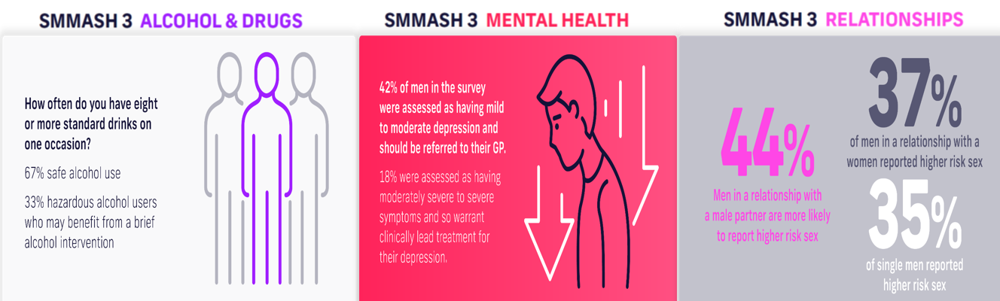 SMMASH 3 ALCOHOL & DRUGS
How often do you have eight
or more standard drinks on
one occasion?
67% safe alcohol use
33% hazardous alcohol users
who may benefit from a brief
alcohol intervention
SMMASH 3 MENTAL HEALTH
42% of men in the survey
were assessed as having mild
to moderate depression and
should be referred to their GP.
18% were assessed as having
moderately severe to severe
symptoms and so warrant
clinically lead treatment for
their depression.
SMMASH 3 RELATIONSHIPS
44%
Men in a relationship with
a male partner are more likely
to report higher risk sex
37%
of men in a relationship with a
women reported higher risk sex
35%
of single men reported
higher risk sex